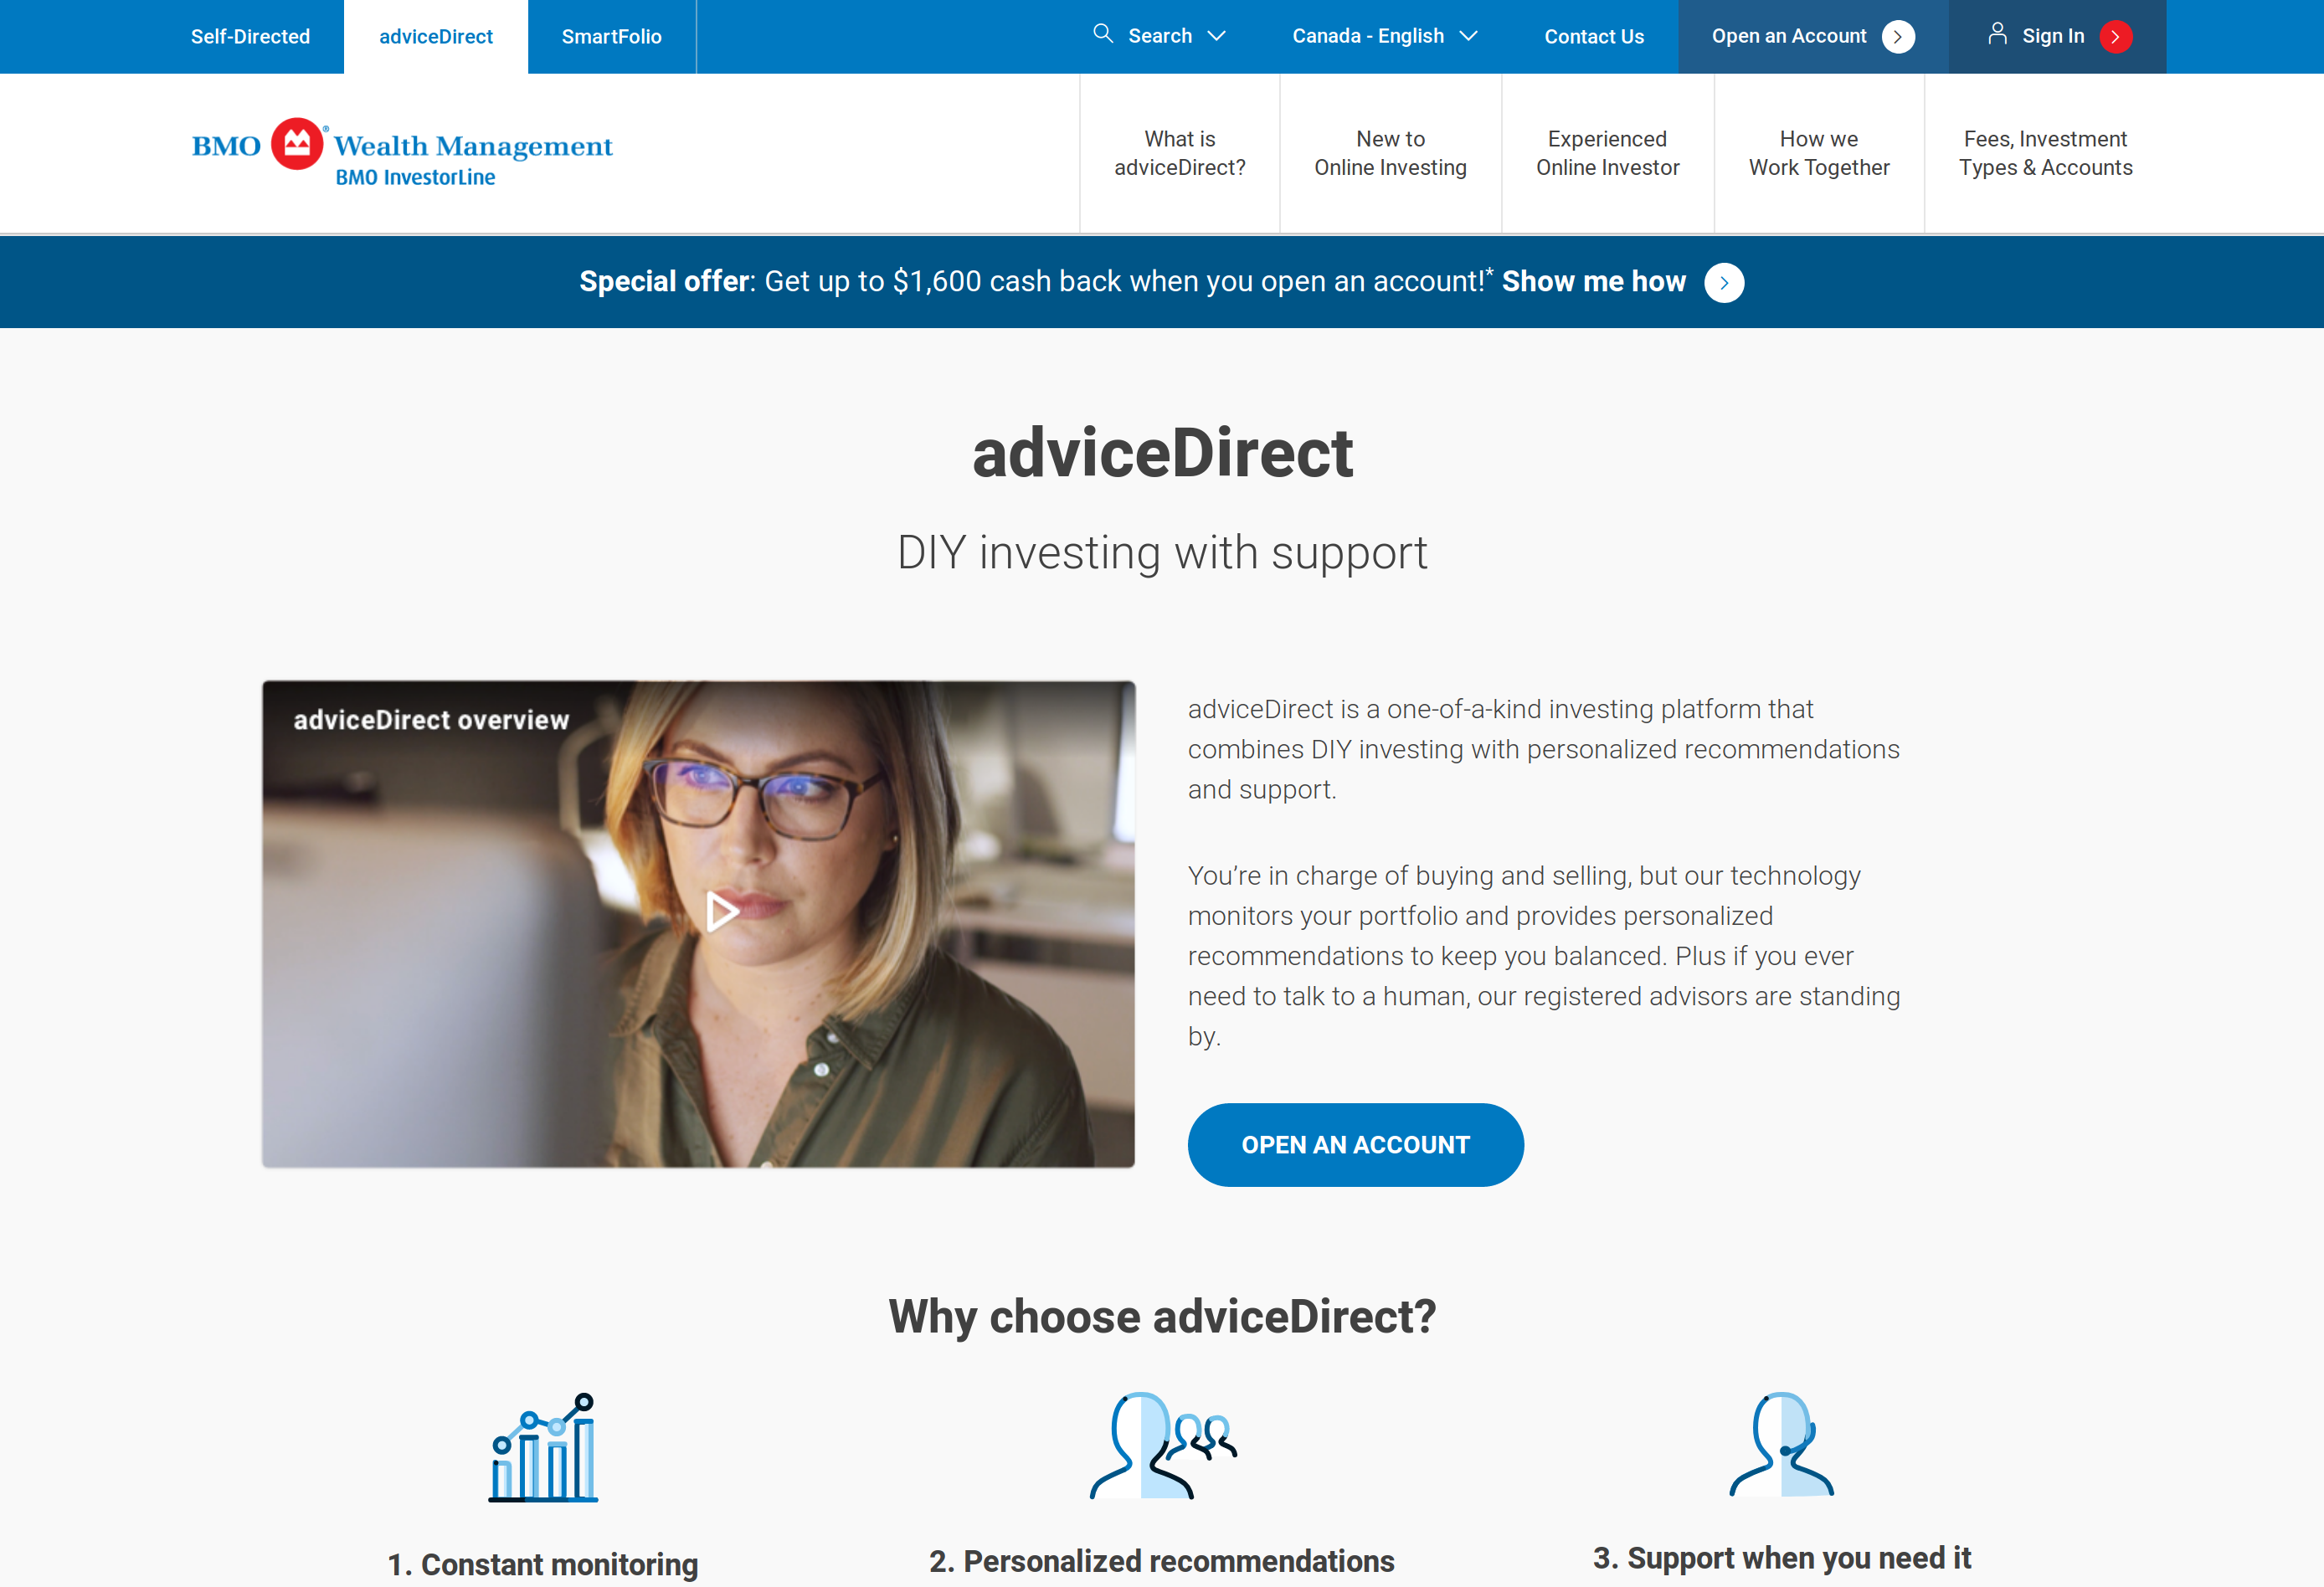 Self-Directed
adviceDirect
SmartFolio
Search
Canada - English
Contact Us
Open an Account
Sign In
BMO ® Wealth Management
BMO InvestorLine
What is
adviceDirect?
New to
Online Investing
Experienced
Online Investor
How we
Work Together
Fees, Investment
Types & Accounts
Special offer: Get up to $1,600 cash back when you open an account!* Show me how
adviceDirect
DIY investing with support
adviceDirect overview
adviceDirect is a one-of-a-kind investing platform that
combines DIY investing with personalized recommendations
and support.
You’re in charge of buying and selling, but our technology
monitors your portfolio and provides personalized
recommendations to keep you balanced. Plus if you ever
need to talk to a human, our registered advisors are standing
by.
OPEN AN ACCOUNT
Why choose adviceDirect?
1. Constant monitoring
2. Personalized recommendations
3. Support when you need it